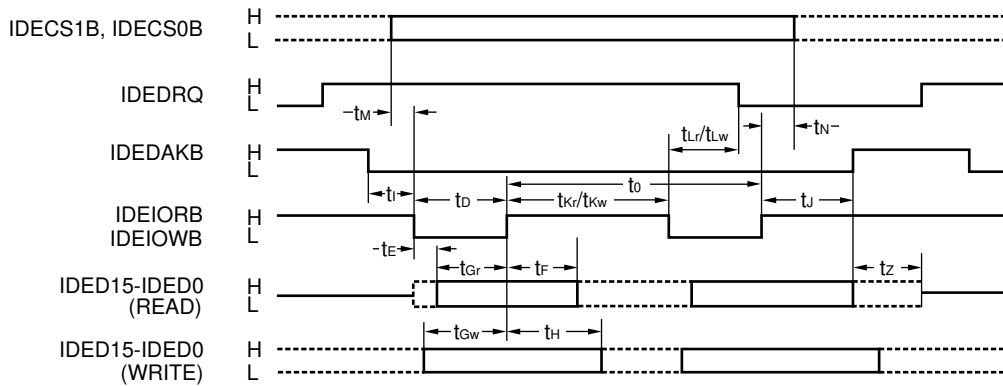 IDECS1B, IDECS0B H
L
IDEDRQ H
L
tM
tLr/tLw
tN
IDEDAKB H
L
tI
tD
t0
tKr/tKw
tJ
IDEIORB H
IDEIOWB L
tE
tGr
tF
tZ
IDED15-IDED0 H
(READ) L
tGw
tH
IDED15-IDED0 H
(WRITE) L